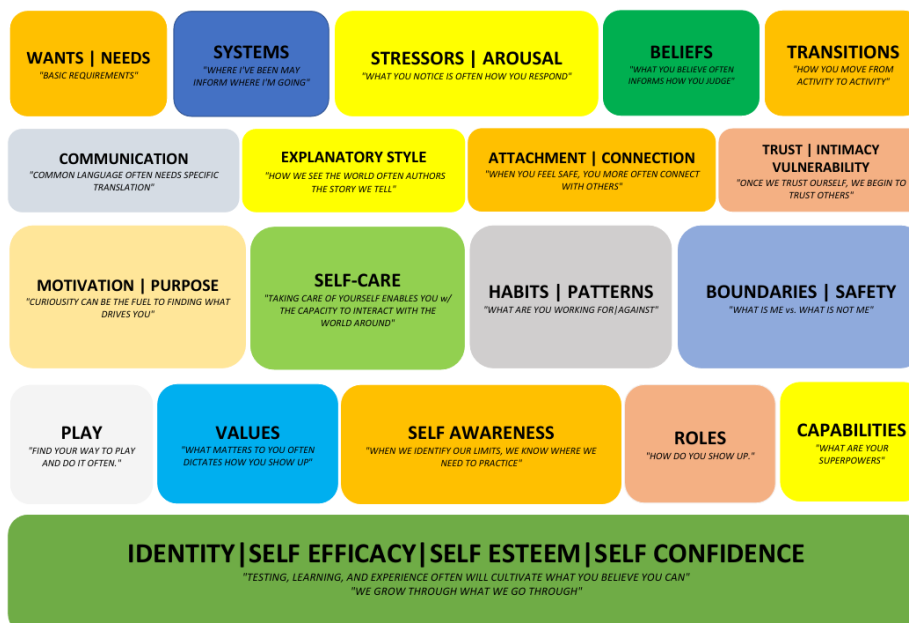 WANTS | NEEDS
"BASIC REQUIREMENTS"
SYSTEMS
"WHERE I'VE BEEN MAY
INFORM WHERE I'M GOING"
STRESSORS | AROUSAL
"WHAT YOU NOTICE IS OFTEN HOW YOU RESPOND"
BELIEFS
"WHAT YOU BELIEVE OFTEN
INFORMS HOW YOU JUDGE"
TRANSITIONS
"HOW YOU MOVE FROM
ACTIVITY TO ACTIVITY"
COMMUNICATION
"COMMON LANGUAGE OFTEN NEEDS SPECIFIC
TRANSLATION"
EXPLANATORY STYLE
"HOW WE SEE THE WORLD OFTEN AUTHORS
THE STORY WE TELL"
ATTACHMENT | CONNECTION
"WHEN YOU FEEL SAFE, YOU MORE OFTEN CONNECT
WITH OTHERS"
TRUST | INTIMACY
VULNERABILITY
"ONCE WE TRUST OURSELF, WE BEGIN TO
TRUST OTHERS"
MOTIVATION | PURPOSE
"CURIOUSITY CAN BE THE FUEL TO FINDING WHAT
DRIVES YOU"
SELF-CARE
"TAKING CARE OF YOURSELF ENABLES YOU w/
THE CAPACITY TO INTERACT WITH THE
WORLD AROUND"
HABITS | PATTERNS
"WHAT ARE YOU WORKING FOR|AGAINST"
BOUNDARIES | SAFETY
"WHAT IS ME vs. WHAT IS NOT ME"
PLAY
"FIND YOUR WAY TO PLAY
AND DO IT OFTEN."
VALUES
"WHAT MATTERS TO YOU OFTEN
DICTATES HOW YOU SHOW UP"
SELF AWARENESS
"WHEN WE IDENTIFY OUR LIMITS, WE KNOW WHERE WE
NEED TO PRACTICE"
ROLES
"HOW DO YOU SHOW UP."
CAPABILITIES
"WHAT ARE YOUR
SUPERPOWERS"
IDENTITY|SELF EFFICACY|SELF ESTEEM|SELF CONFIDENCE
"TESTING, LEARNING, AND EXPERIENCE OFTEN WILL CULTIVATE WHAT YOU BELIEVE YOU CAN"
"WE GROW THROUGH WHAT WE GO THROUGH"